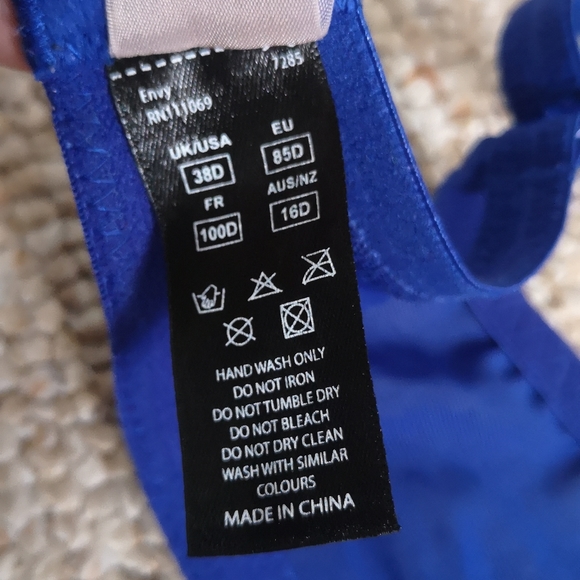 7285
Envy
RN111069
UK/USA
EU
38D
85D
FR
AUS/NZ
100D
16D
HAND WASH ONLY
DO NOT IRON
DO NOT TUMBLE DRY
DO NOT BLEACH
DO NOT DRY CLEAN
WASH WITH SIMILAR
COLOURS
MADE IN CHINA